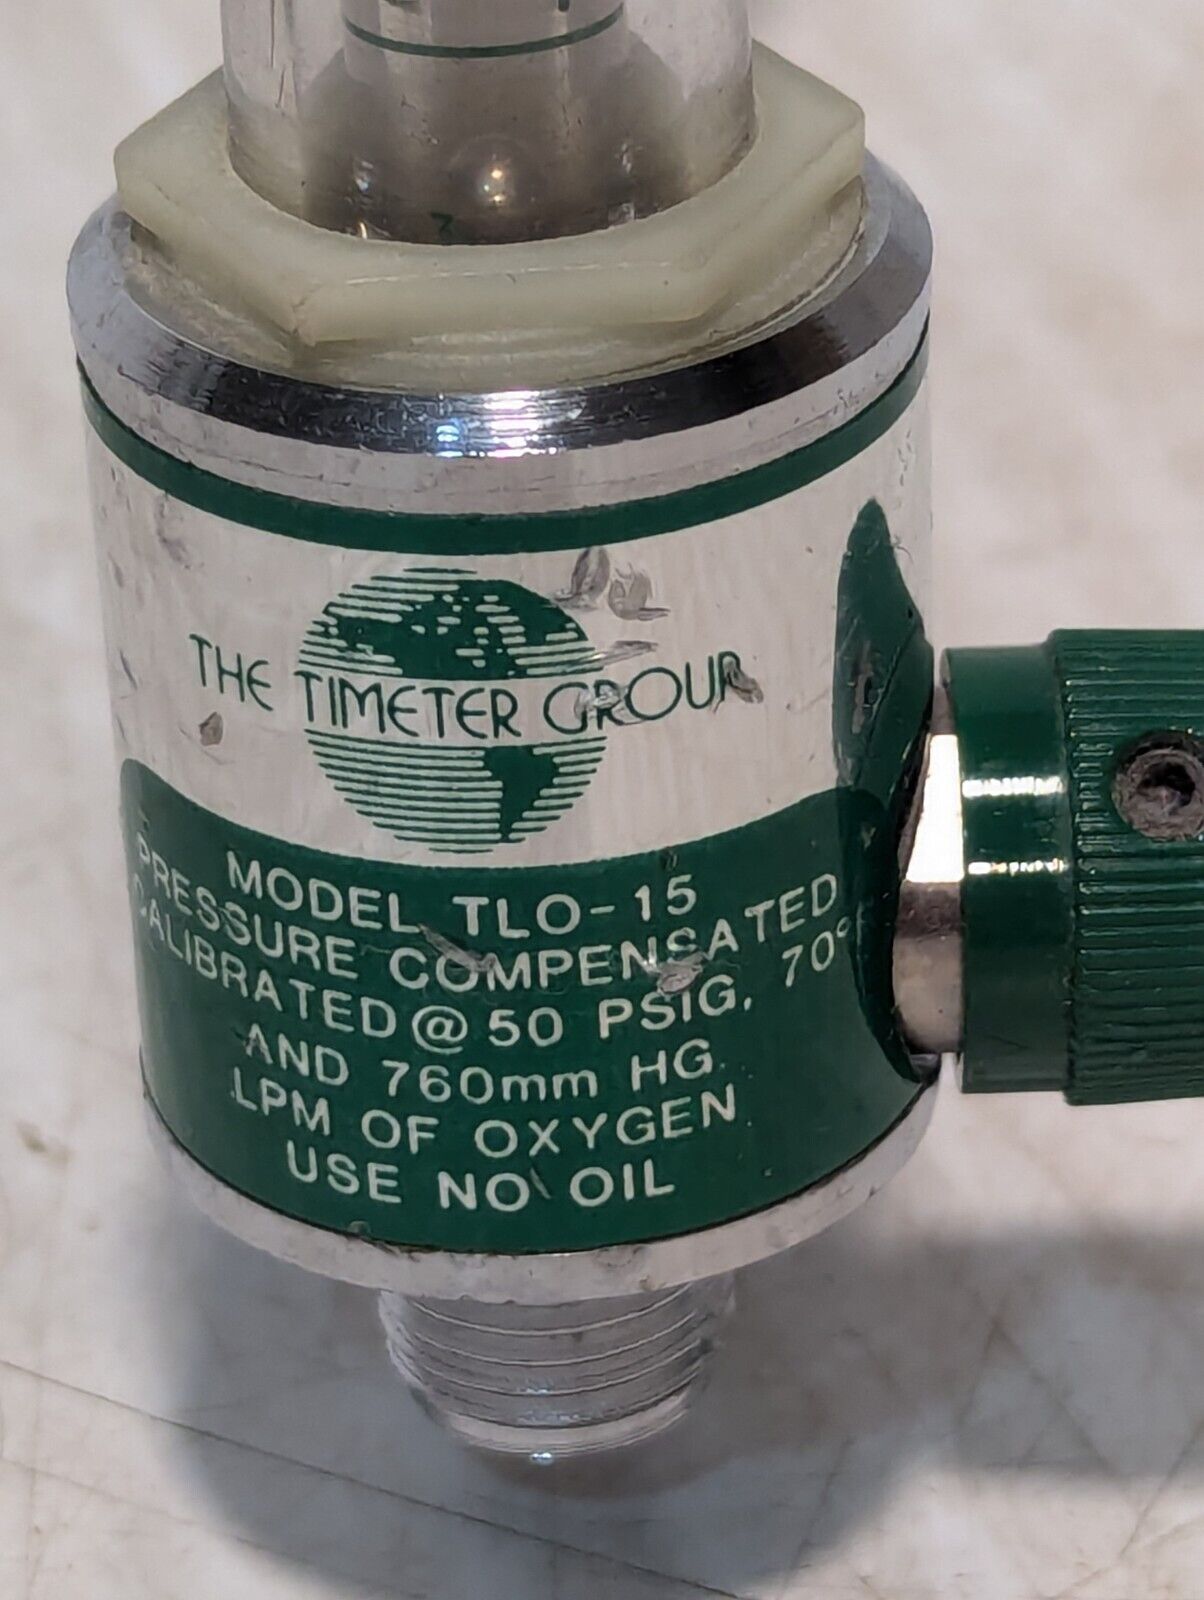 THE TIMETER GROUP
MODEL TLO-15
PRESSURE COMPENSATED
CALIBRATED @ 50 PSIG, 70°
AND 760mm HG
LPM OF OXYGEN
USE NO OIL